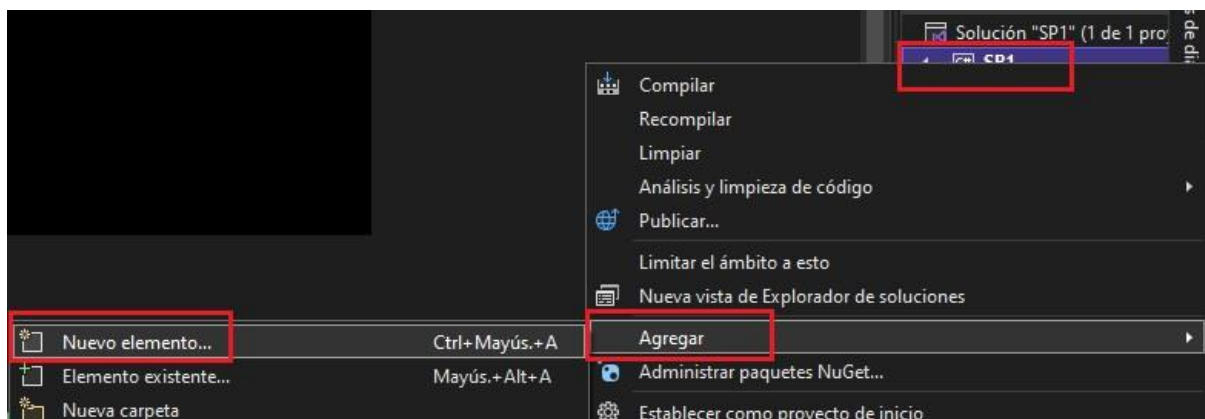 Solución "SP1" (1 de 1 pro
SP1
Compilar
Recompilar
Limpiar
Análisis y limpieza de código
Publicar...
Limitar el ámbito a esto
Nueva vista de Explorador de soluciones
Agregar
Administrar paquetes NuGet...
Establecer como proyecto de inicio
Nuevo elemento... Ctrl+Mayús.+A
Elemento existente... Mayús.+Alt+A
Nueva carpeta